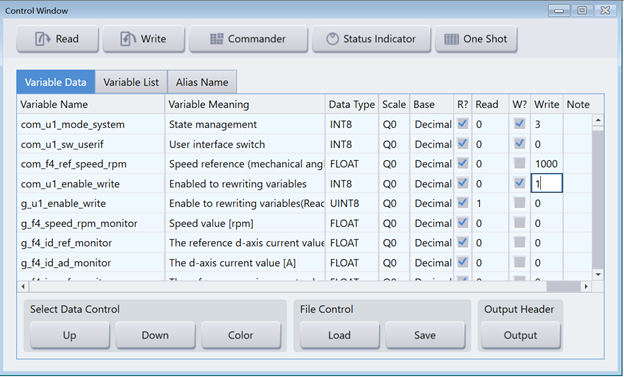 Control Window
Read Write Commander Status Indicator One Shot
Variable Data Variable List Alias Name
Variable Name Variable Meaning Data Type Scale Base R? Read W? Write Note
com_u1_mode_system State management INT8 Q0 Decimal 0 3
com_u1_sw_userif User interface switch INT8 Q0 Decimal 0 0
com_f4_ref_speed_rpm Speed reference (mechanical ang FLOAT Q0 Decimal 0 1000
com_u1_enable_write Enabled to rewriting variables INT8 Q0 Decimal 0 1
g_u1_enable_write Enable to rewriting variables(Reac UINT8 Q0 Decimal 1 0
g_f4_speed_rpm_monitor Speed value [rpm] FLOAT Q0 Decimal 0 0
g_f4_id_ref_monitor The reference d-axis current value FLOAT Q0 Decimal 0 0
g_f4_id_ad_monitor The d-axis current value [A] FLOAT Q0 Decimal 0 0
Select Data Control File Control Output Header
Up Down Color Load Save Output